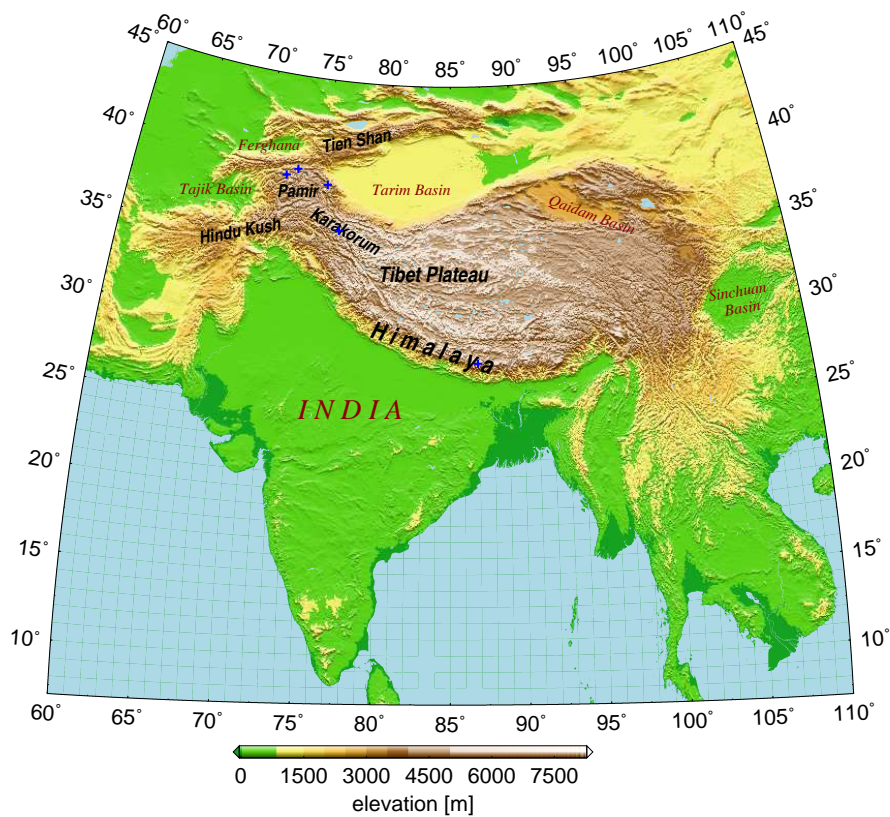 60° 65° 70° 75° 80° 85° 90° 95° 100° 105° 110°
45° 45°
40° 40°
35° 35°
30° 30°
25° 25°
20° 20°
15° 15°
10° 10°
Tien Shan
Ferghana
Tajik Basin
Pamir
Tarim Basin
Qaidam Basin
Hindu Kush
Karakorum
Tibet Plateau
Sinchuan
Basin
Himalaya
INDIA
60° 65° 70° 75° 80° 85° 90° 95° 100° 105° 110°
0 1500 3000 4500 6000 7500
elevation [m]